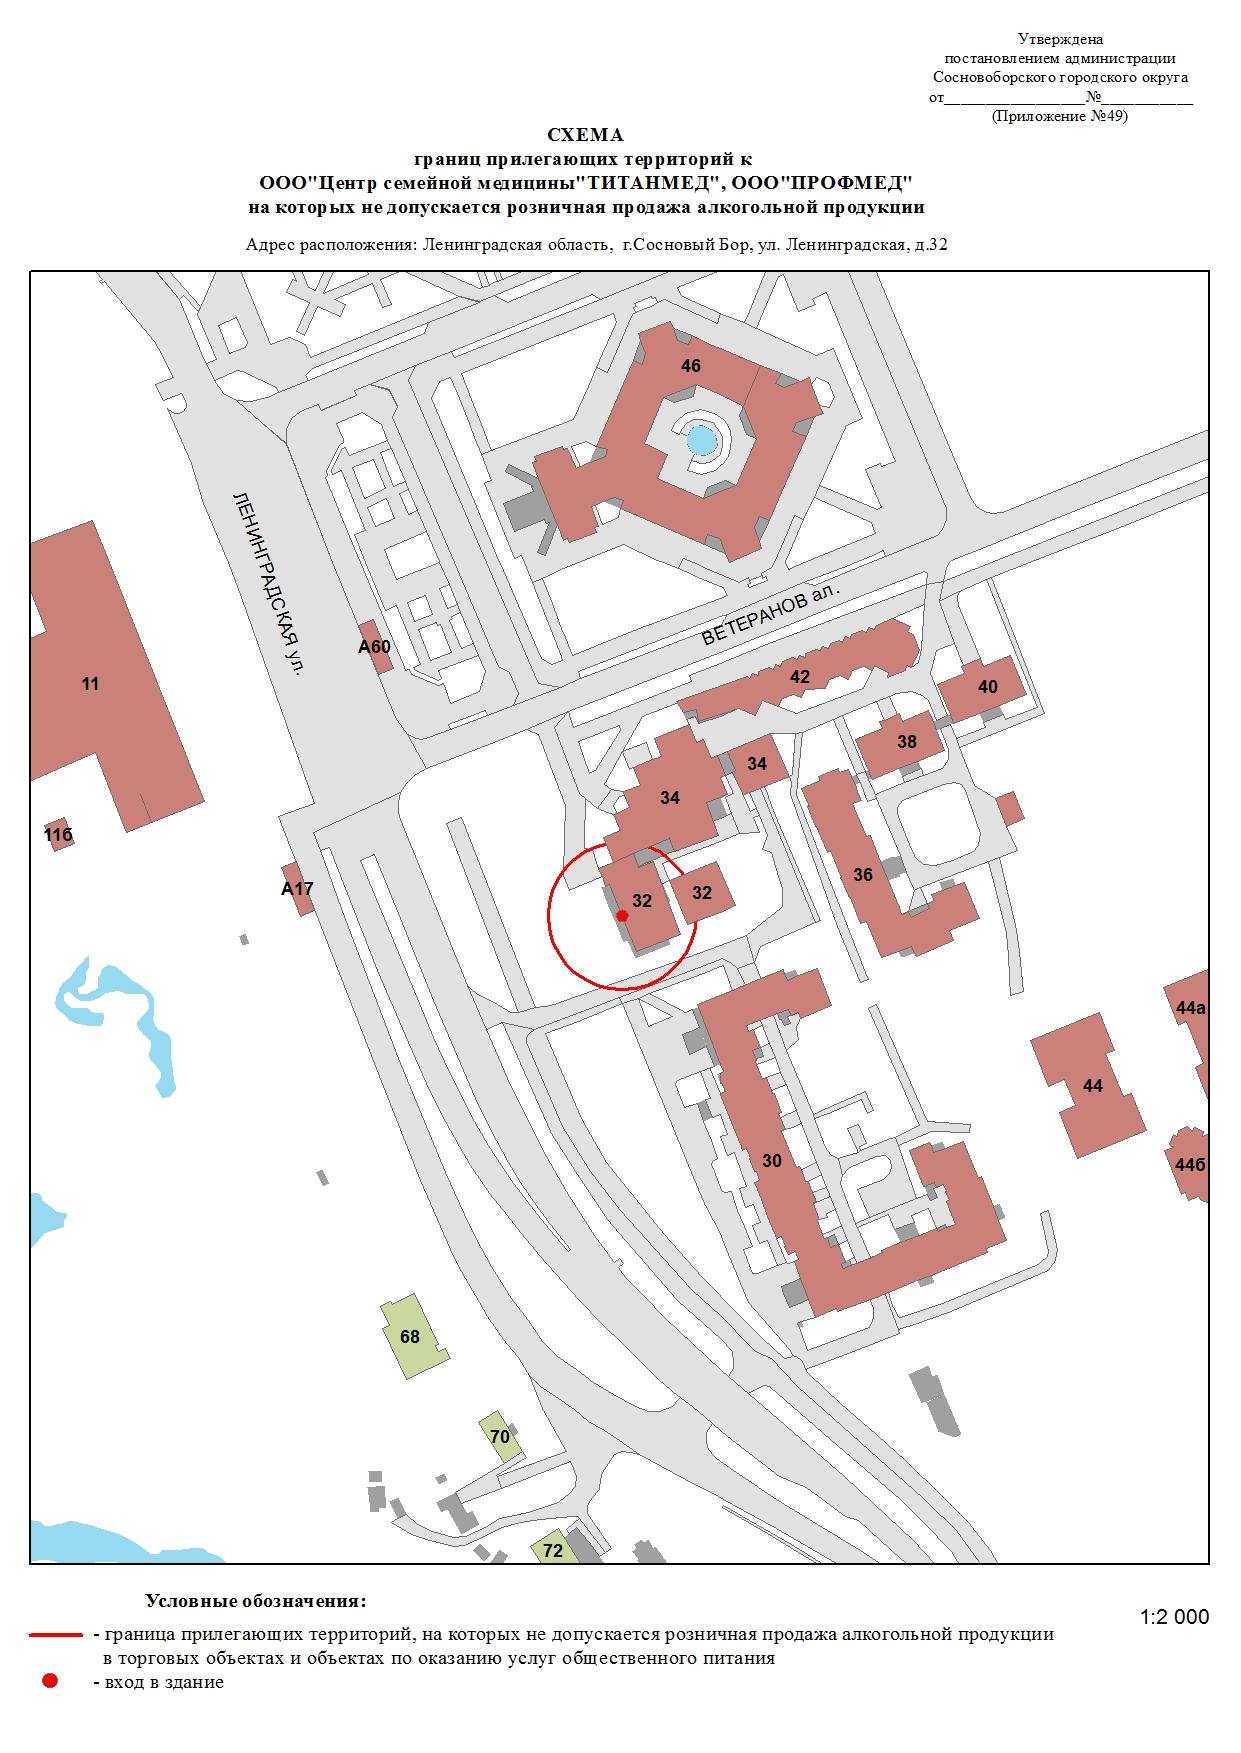 Утверждена
постановлением администрации
Сосновоборского городского округа
от_________________№___________
(Приложение №49)
СХЕМА
границ прилегающих территорий к
ООО"Центр семейной медицины"ТИТАНМЕД", ООО"ПРОФМЕД"
на которых не допускается розничная продажа алкогольной продукции
Адрес расположения: Ленинградская область, г.Сосновый Бор, ул. Ленинградская, д.32
46
ЛЕНИНГРАДСКАЯ ул.
ВЕТЕРАНОВ ал.
А60
42
11
40
38
34
34
11б
36
А17
32
32
44а
44
30
44б
68
70
72
Условные обозначения:
1:2 000
- граница прилегающих территорий, на которых не допускается розничная продажа алкогольной продукции
в торговых объектах и объектах по оказанию услуг общественного питания
- вход в здание